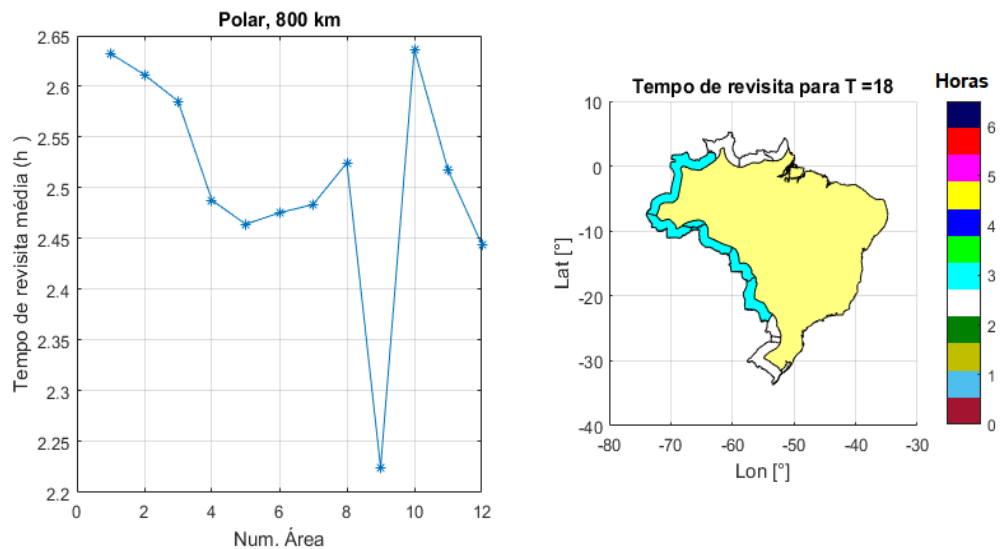 Polar, 800 km
2.65
2.6
2.55
2.5
2.45
2.4
2.35
2.3
2.25
2.2
0 2 4 6 8 10 12
Tempo de revisita média (h )
Num. Área
Tempo de revisita para T =18
Horas
10
0
-10
-20
-30
-40
-80 -70 -60 -50 -40 -30
Lat [°]
Lon [°]
6
5
4
3
2
1
0